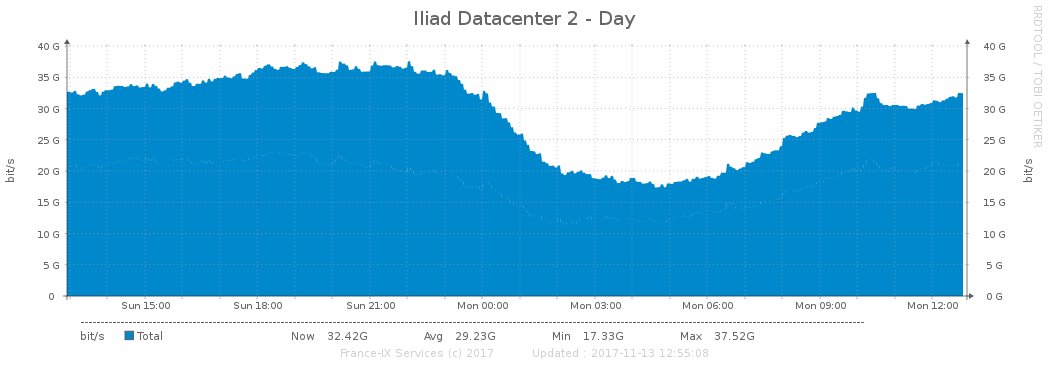 Iliad Datacenter 2 - Day
RRDTOOL / TOBI OETIKER
40 G 40 G
35 G 35 G
30 G 30 G
25 G 25 G
20 G 20 G
15 G 15 G
10 G 10 G
5 G 5 G
0 0 G
bit/s bit/s
Sun 15:00 Sun 18:00 Sun 21:00 Mon 00:00 Mon 03:00 Mon 06:00 Mon 09:00 Mon 12:00
bit/s Total Now 32.42G Avg 29.23G Min 17.33G Max 37.52G
France-IX Services (c) 2017 Updated : 2017-11-13 12:55:08